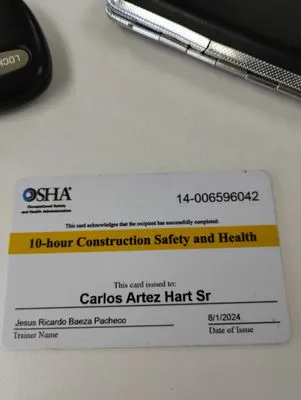 LOCK
OSHA®
Occupational Safety
and Health Administration
14-006596042
This card acknowledges that the recipient has successfully completed:
10-hour Construction Safety and Health
This card issued to:
Carlos Artez Hart Sr
Jesus Ricardo Baeza Pacheco
8/1/2024
Trainer Name
Date of Issue